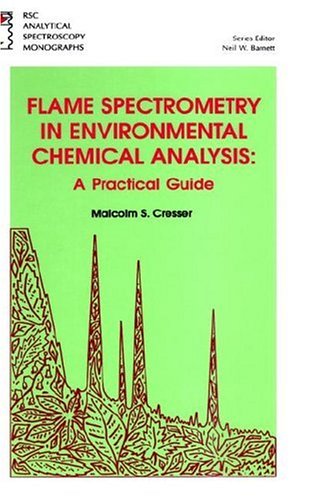 RSC
ANALYTICAL
SPECTROSCOPY
MONOGRAPHS
Series Editor
Neil W. Barnett
FLAME SPECTROMETRY
IN ENVIRONMENTAL
CHEMICAL ANALYSIS:
A Practical Guide
Malcolm S. Cresser